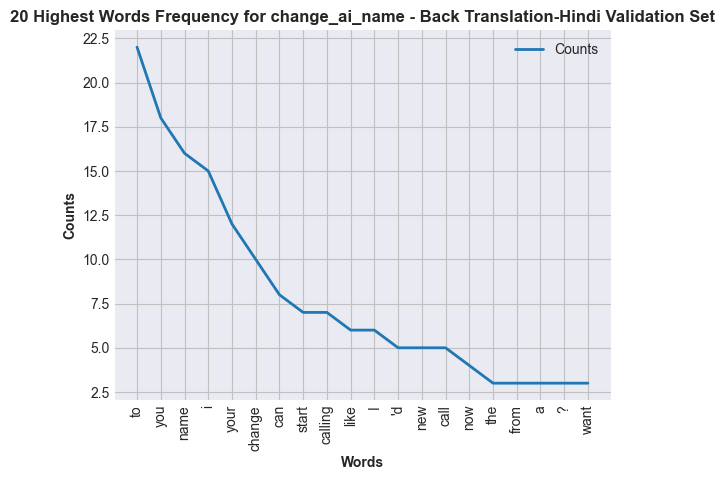 20 Highest Words Frequency for change_ai_name - Back Translation-Hindi Validation Set
Counts
22.5
20.0
17.5
15.0
12.5
10.0
7.5
5.0
2.5
Counts
to
you
name
i
your
change
can
start
calling
like
I
'd
new
call
now
the
from
a
?
want
Words